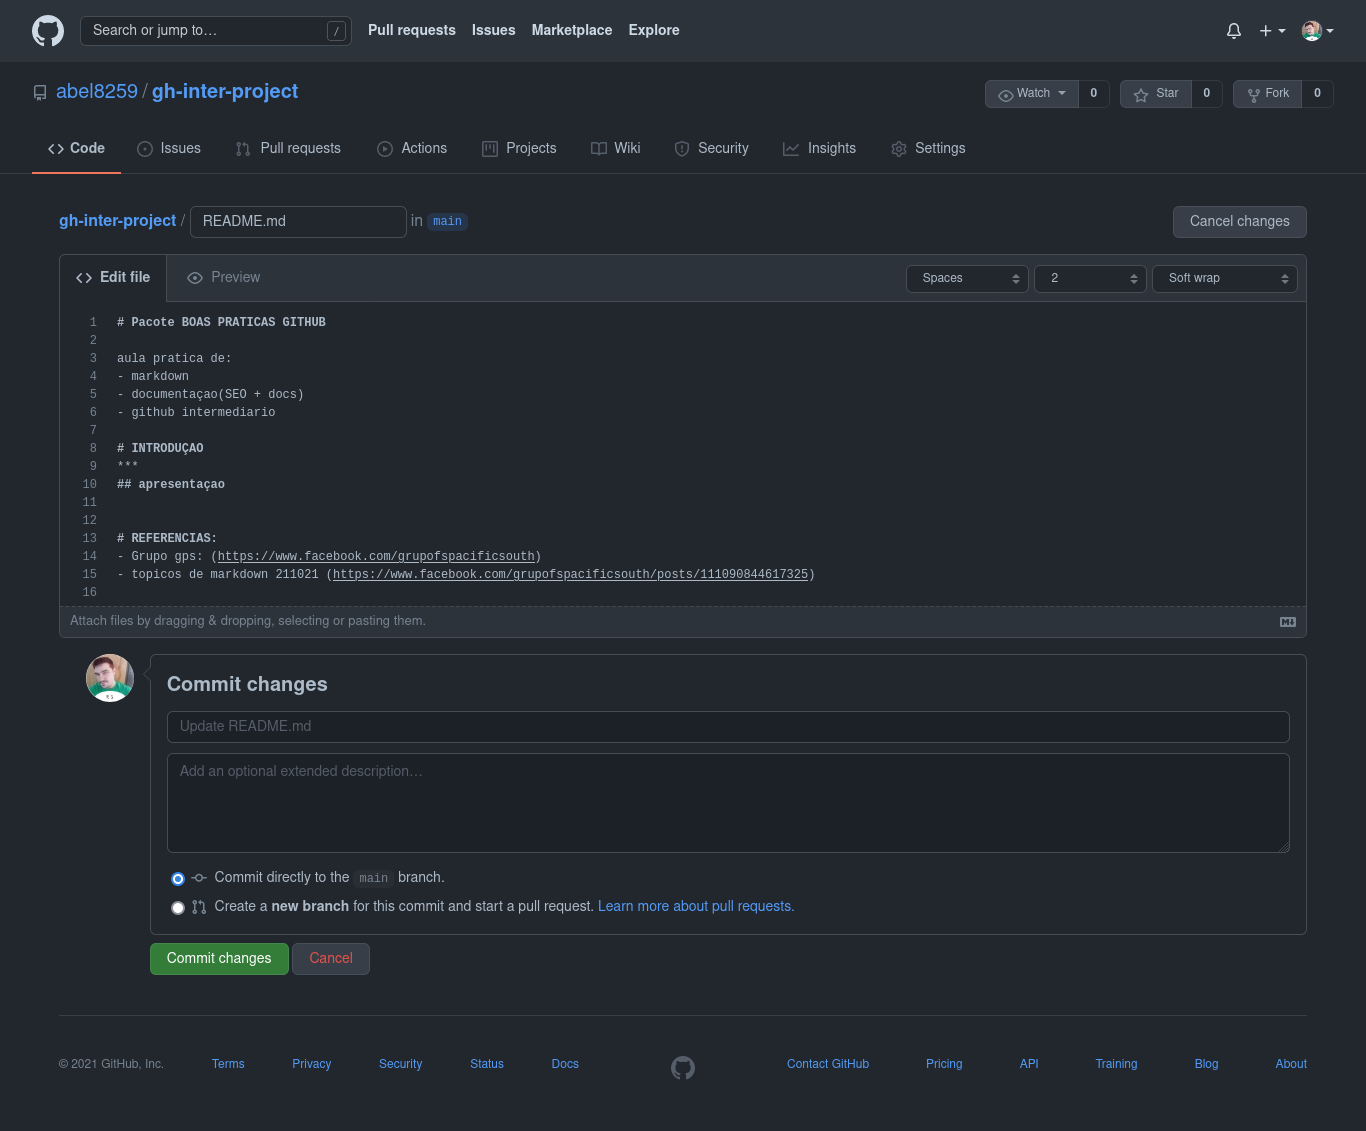 Search or jump to… /
Pull requests Issues Marketplace Explore
abel8259 / gh-inter-project
Watch 0 Star 0 Fork 0
Code Issues Pull requests Actions Projects Wiki Security Insights Settings
gh-inter-project / README.md in main Cancel changes
Edit file Preview Spaces 2 Soft wrap
1 # Pacote BOAS PRATICAS GITHUB
2
3 aula pratica de:
4 - markdown
5 - documentaçao(SEO + docs)
6 - github intermediario
7
8 # INTRODUÇAO
9 ***
10 ## apresentaçao
11
12
13 # REFERENCIAS:
14 - Grupo gps: (https://www.facebook.com/grupofspacificsouth)
15 - topicos de markdown 211021 (https://www.facebook.com/grupofspacificsouth/posts/111090844617325)
16
Attach files by dragging & dropping, selecting or pasting them.
Commit changes
Update README.md
Add an optional extended description…
Commit directly to the main branch.
Create a new branch for this commit and start a pull request. Learn more about pull requests.
Commit changes Cancel
© 2021 GitHub, Inc. Terms Privacy Security Status Docs Contact GitHub Pricing API Training Blog About